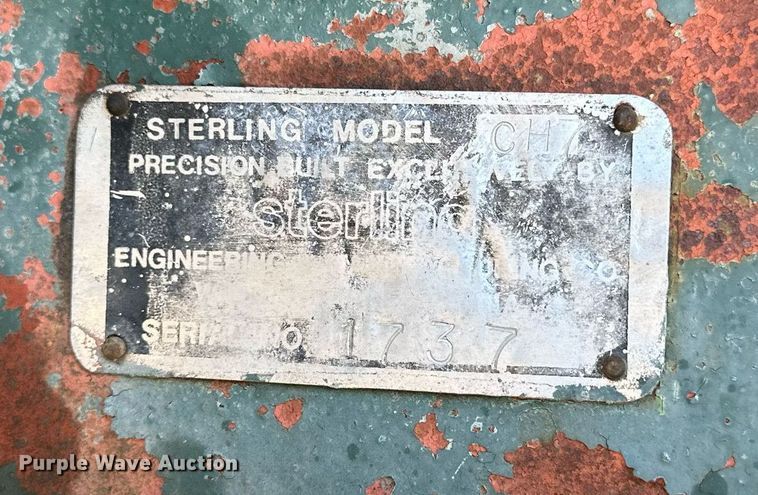 STERLING MODEL CH7
PRECISION BUILT EXCLUSIVELY BY
sterling
ENGINEERING
SERIAL NO. 1737
Purple Wave Auction